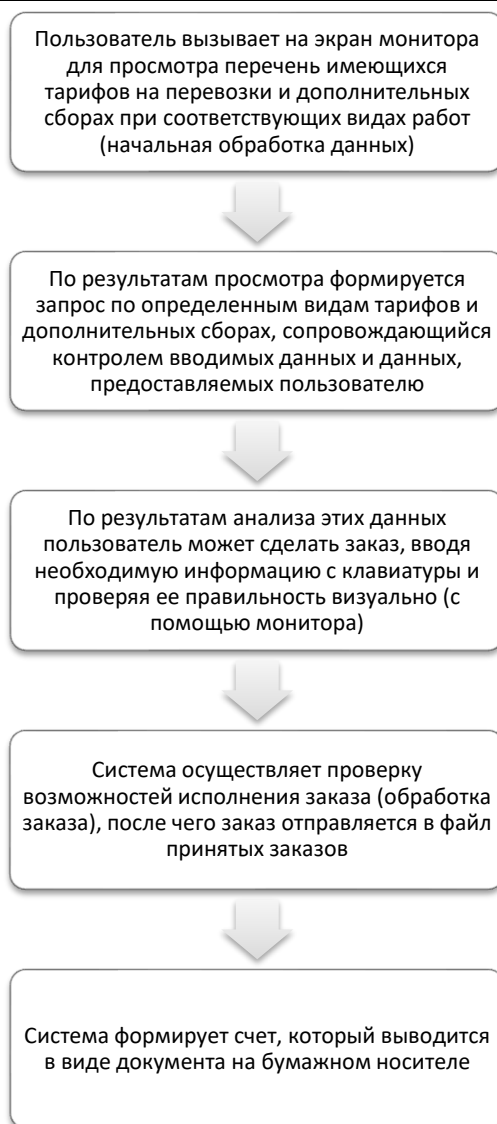 Пользователь вызывает на экран монитора
для просмотра перечень имеющихся
тарифов на перевозки и дополнительных
сборах при соответствующих видах работ
(начальная обработка данных)
По результатам просмотра формируется
запрос по определенным видам тарифов и
дополнительных сборах, сопровождающийся
контролем вводимых данных и данных,
предоставляемых пользователю
По результатам анализа этих данных
пользователь может сделать заказ, вводя
необходимую информацию с клавиатуры и
проверяя ее правильность визуально (с
помощью монитора)
Система осуществляет проверку
возможностей исполнения заказа (обработка
заказа), после чего заказ отправляется в файл
принятых заказов
Система формирует счет, который выводится
в виде документа на бумажном носителе